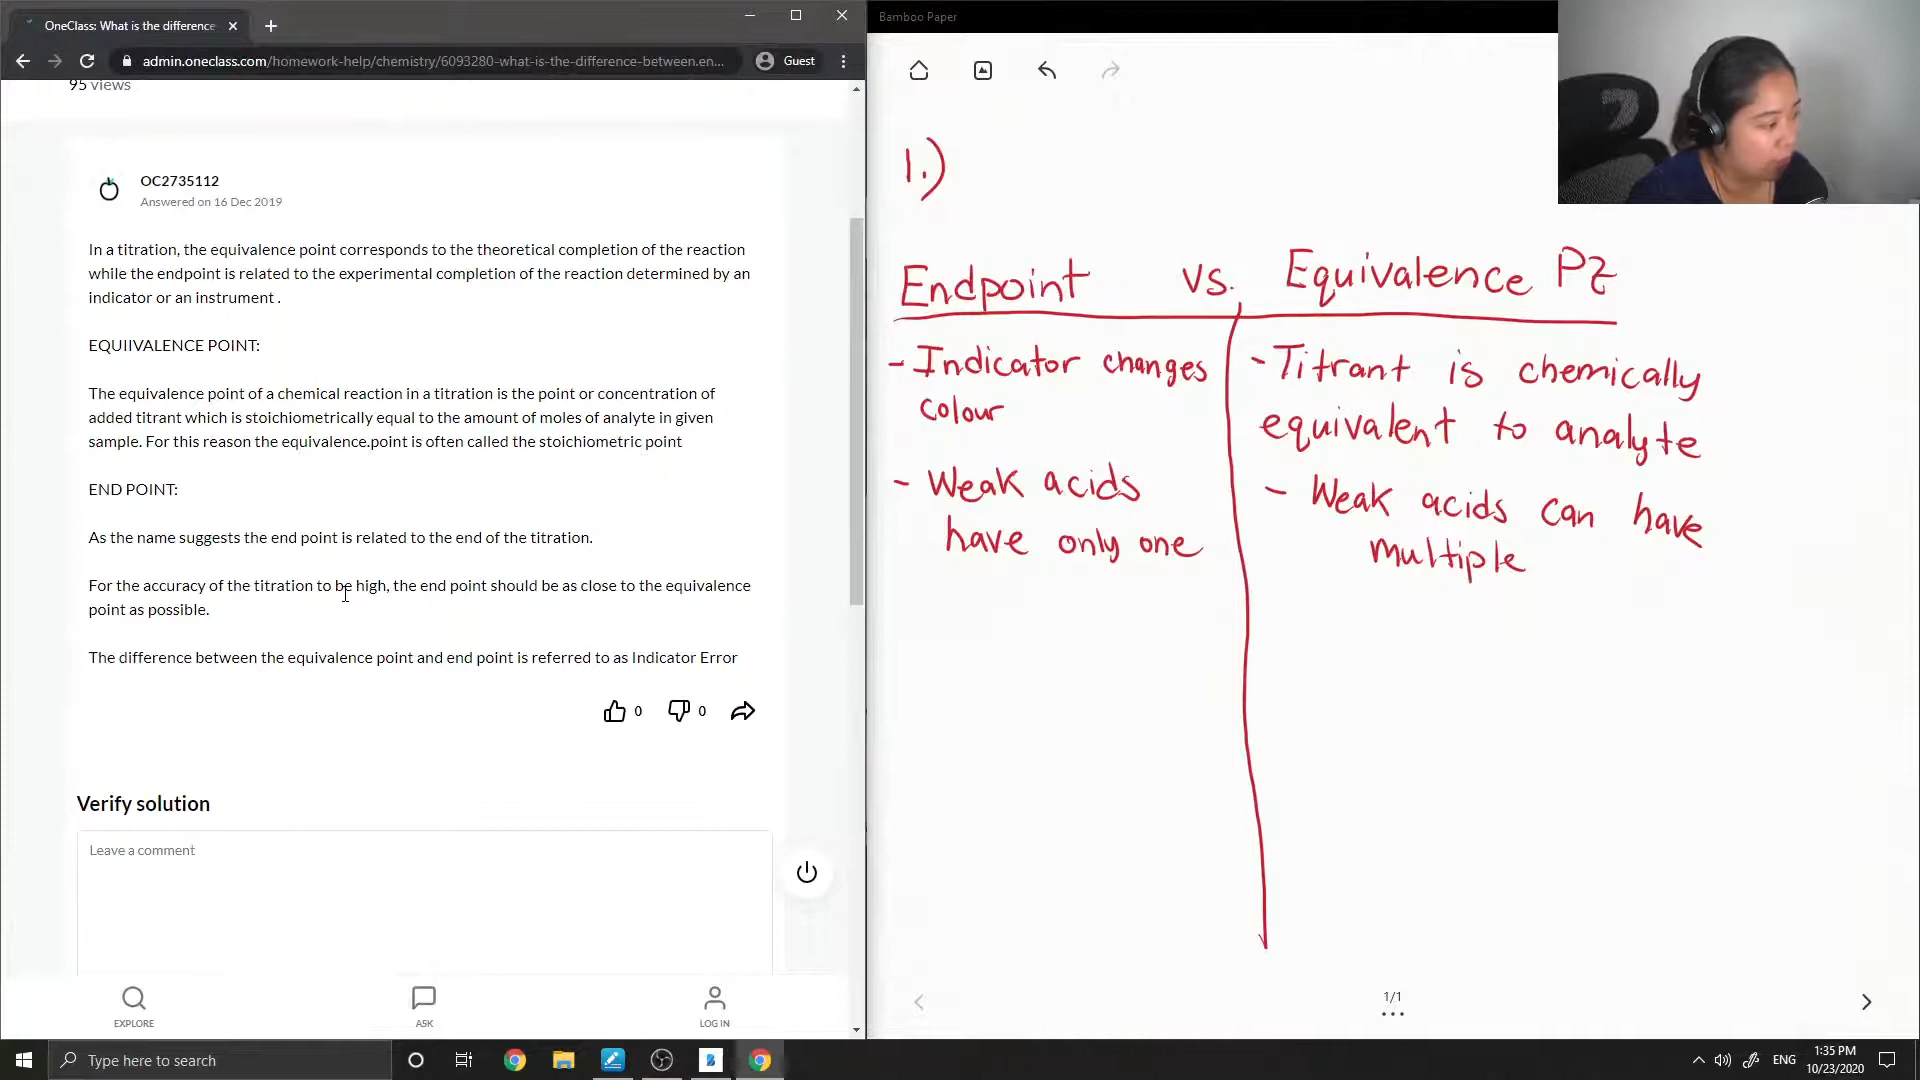 OneClass: What is the difference
admin.oneclass.com/homework-help/chemistry/6093280-what-is-the-difference-between.en...
Guest
95 views
OC2735112
Answered on 16 Dec 2019
In a titration, the equivalence point corresponds to the theoretical completion of the reaction
while the endpoint is related to the experimental completion of the reaction determined by an
indicator or an instrument .
EQUIIVALENCE POINT:
The equivalence point of a chemical reaction in a titration is the point or concentration of
added titrant which is stoichiometrically equal to the amount of moles of analyte in given
sample. For this reason the equivalence.point is often called the stoichiometric point
END POINT:
As the name suggests the end point is related to the end of the titration.
For the accuracy of the titration to be high, the end point should be as close to the equivalence
point as possible.
The difference between the equivalence point and end point is referred to as Indicator Error
0 0
Verify solution
Leave a comment
EXPLORE ASK LOG IN
Bamboo Paper
1.)
Endpoint vs. Equivalence Pt
- Indicator changes
colour
- Weak acids
have only one
- Titrant is chemically
equivalent to analyte
- Weak acids can have
multiple
1/1
Type here to search
ENG
1:35 PM
10/23/2020